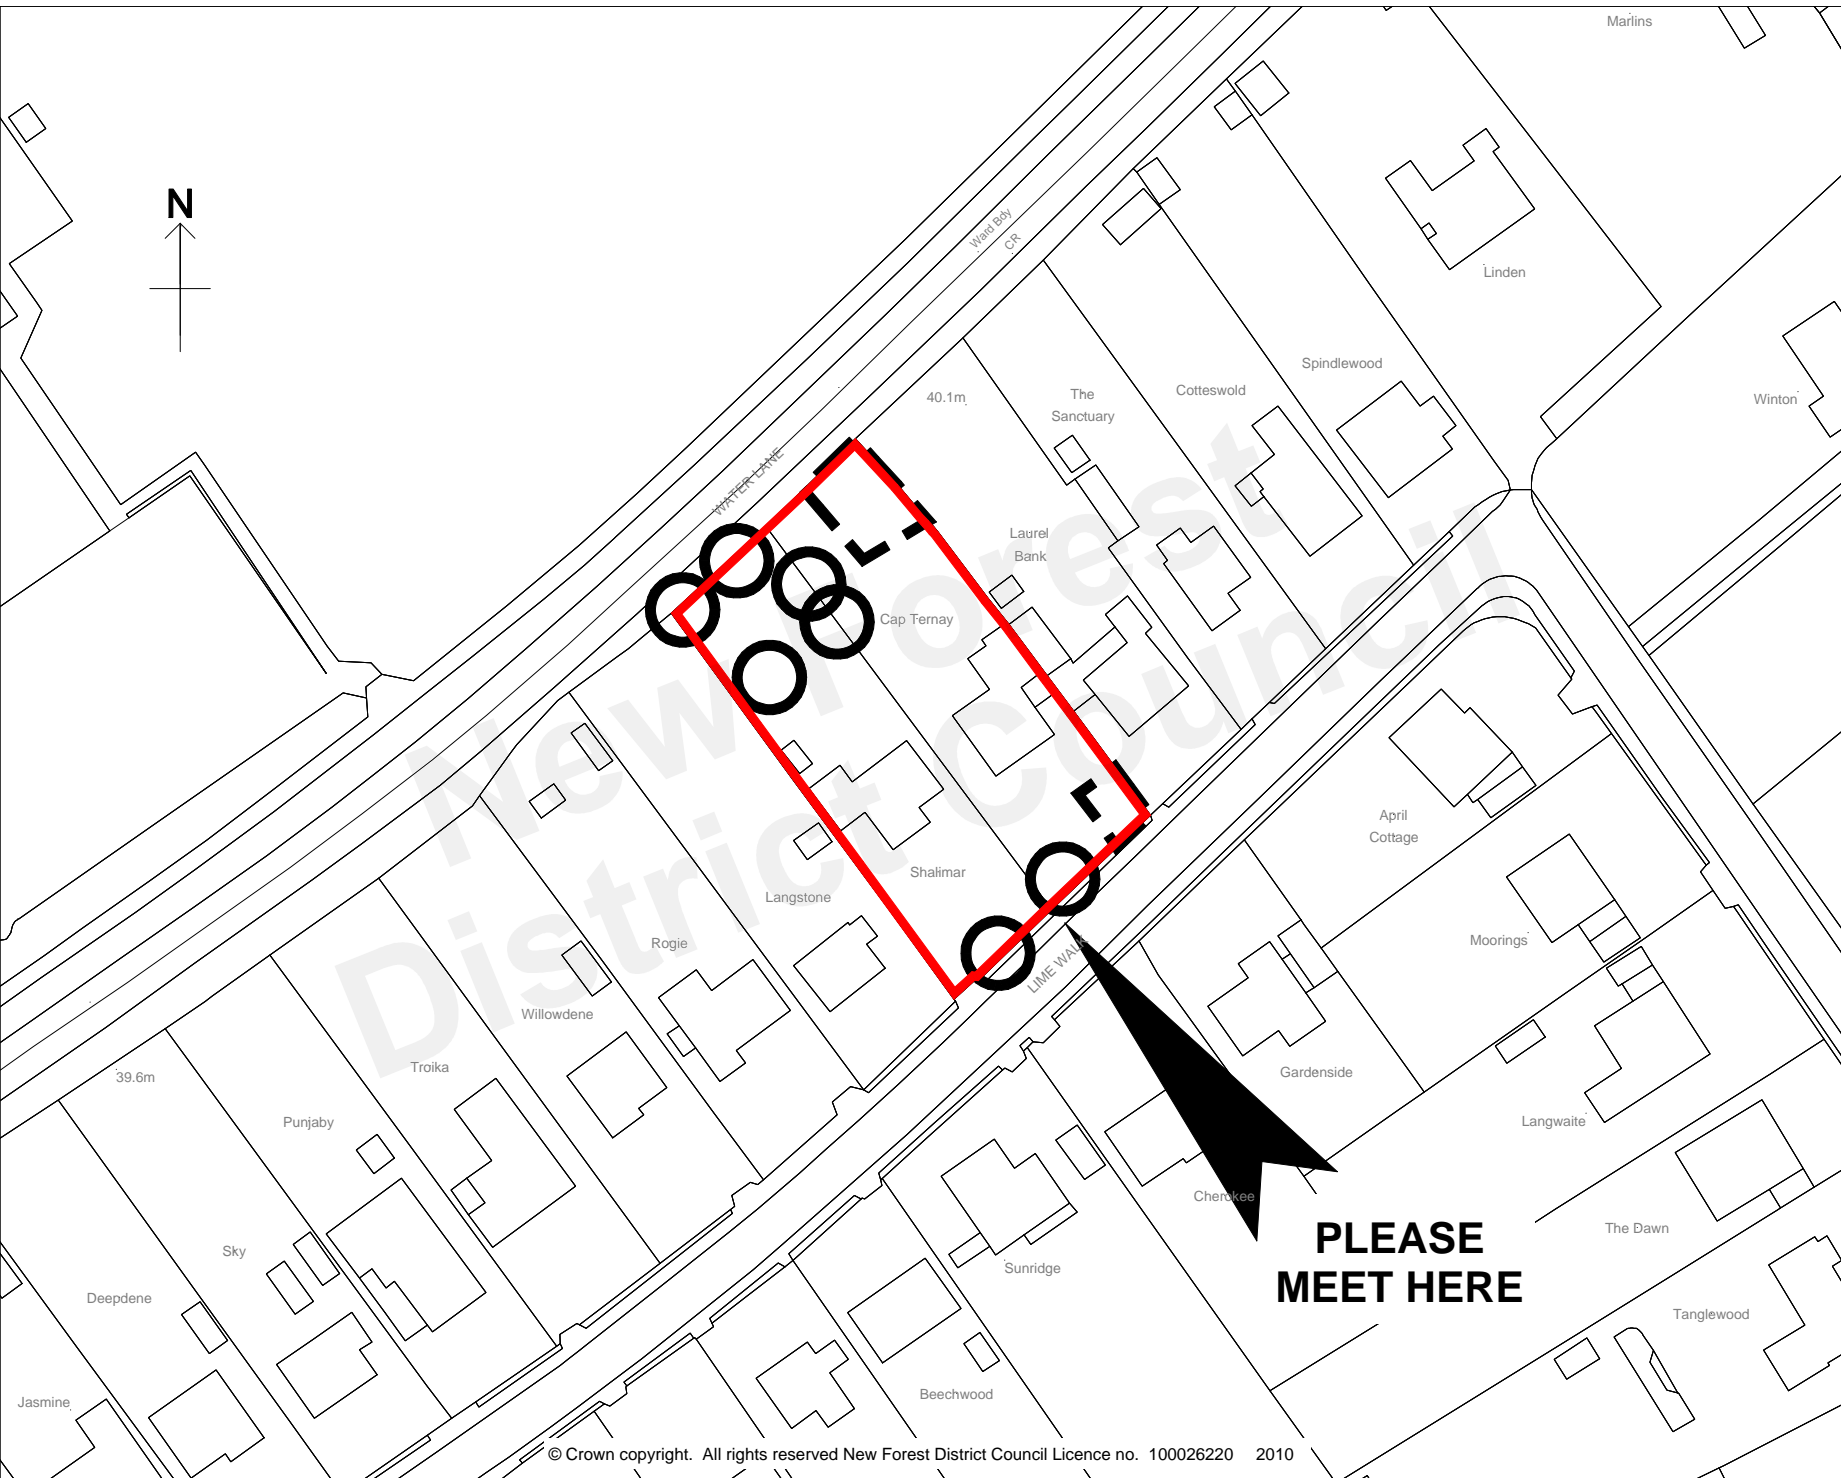 Marlins
N
Ward Bdy
CR
Linden
Spindlewood
Cotteswold
The
Sanctuary
40.1m
Winton
WATER LANE
Laurel
Bank
Cap Ternay
New Forest
District Council
April
Cottage
Shalimar
Langstone
Rogie
Moorings
LIME WALK
Willowdene
Troika
39.6m
Gardenside
Punjaby
Langwaite
Cherokee
The Dawn
PLEASE
MEET HERE
Sky
Sunridge
Deepdene
Tanglewood
Beechwood
Jasmine
© Crown copyright. All rights reserved New Forest District Council Licence no. 100026220 2010